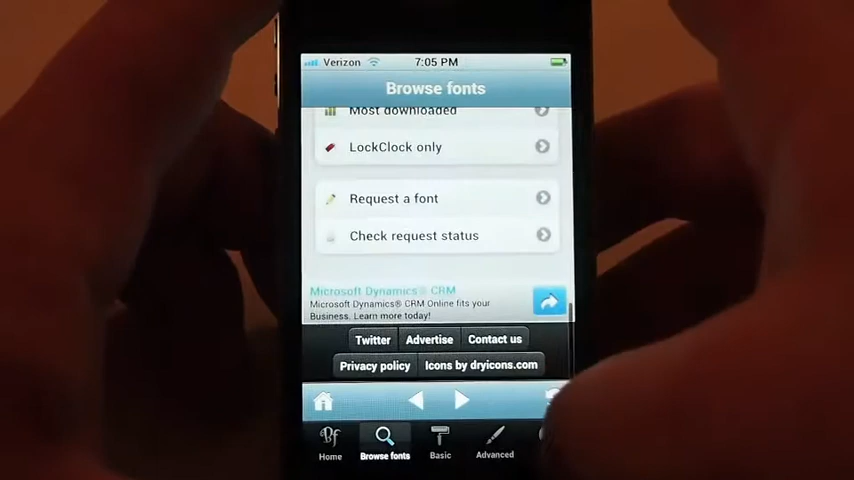 Verizon 7:05 PM
Browse fonts
Most downloaded
LockClock only
Request a font
Check request status
Microsoft Dynamics® CRM
Microsoft Dynamics® CRM Online fits your
Business. Learn more today!
Twitter Advertise Contact us
Privacy policy Icons by dryicons.com
Bf
Home Browse fonts Basic Advanced